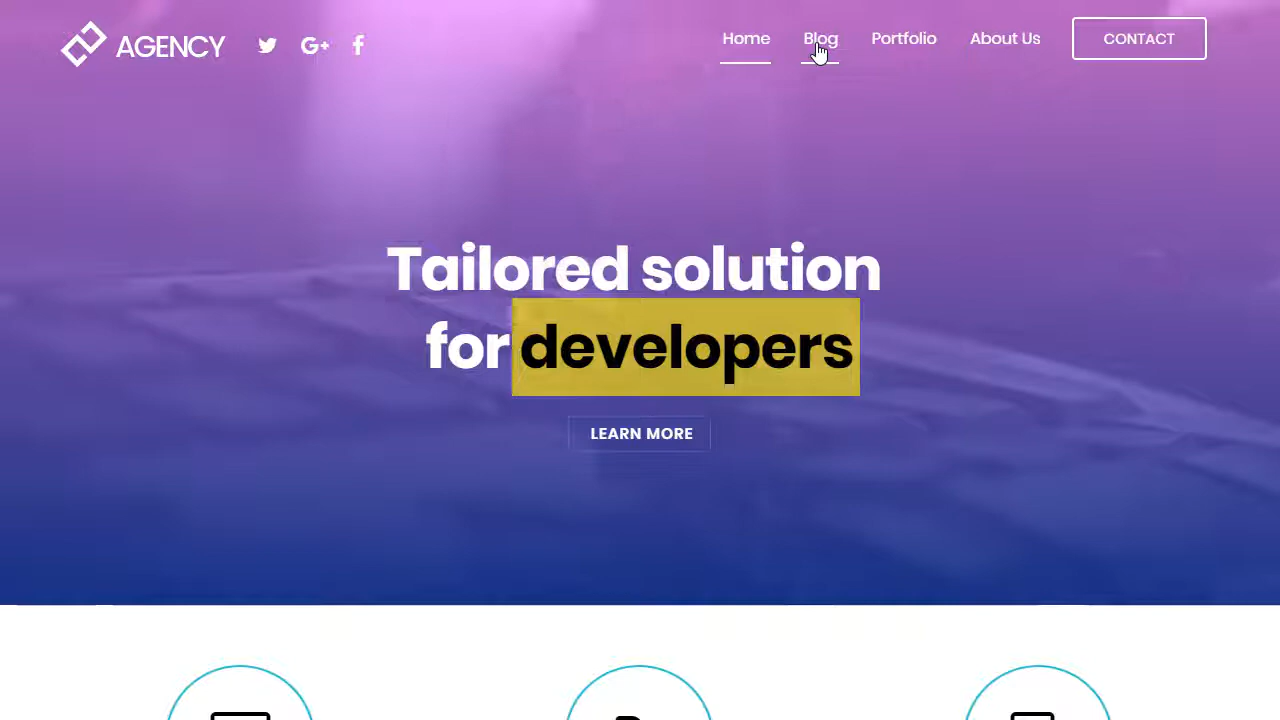 AGENCY
Home Blog Portfolio About Us CONTACT
Tailored solution
for developers
LEARN MORE